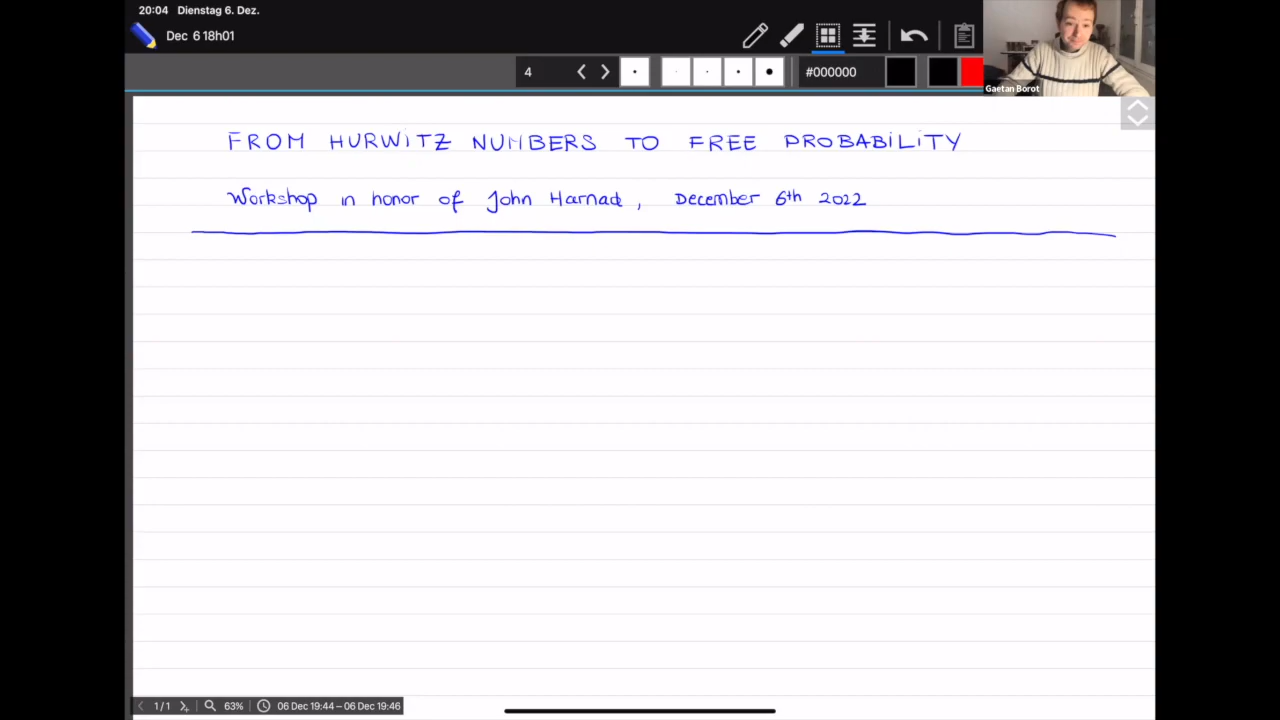 20:04 Dienstag 6. Dez.
Dec 6 18h01
4
#000000
Gaetan Borot
FROM HURWITZ NUMBERS TO FREE PROBABILITY
Workshop in honor of John Harnad, December 6th 2022
1/1 63% 06 Dec 19:44 – 06 Dec 19:46